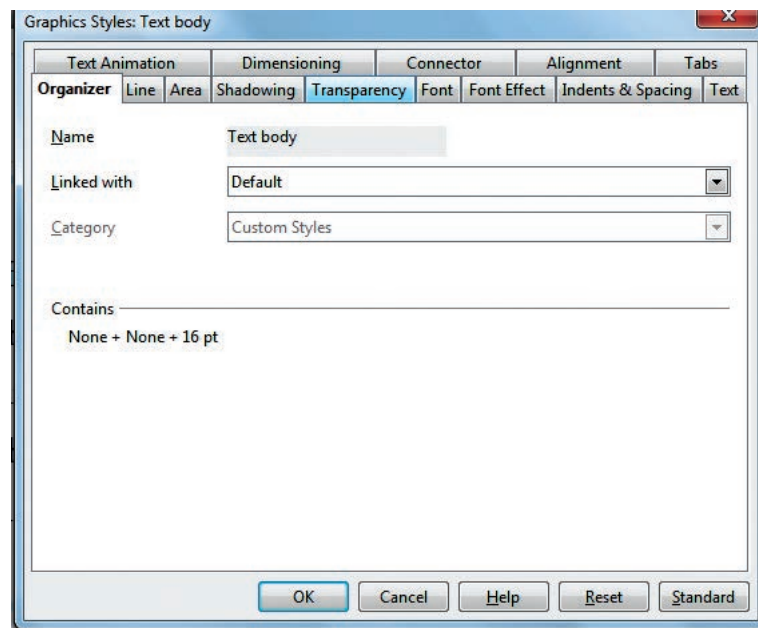 Graphics Styles: Text body
Text Animation Dimensioning Connector Alignment Tabs
Organizer Line Area Shadowing Transparency Font Font Effect Indents & Spacing Text
Name Text body
Linked with Default
Category Custom Styles
Contains
None + None + 16 pt
OK Cancel Help Reset Standard